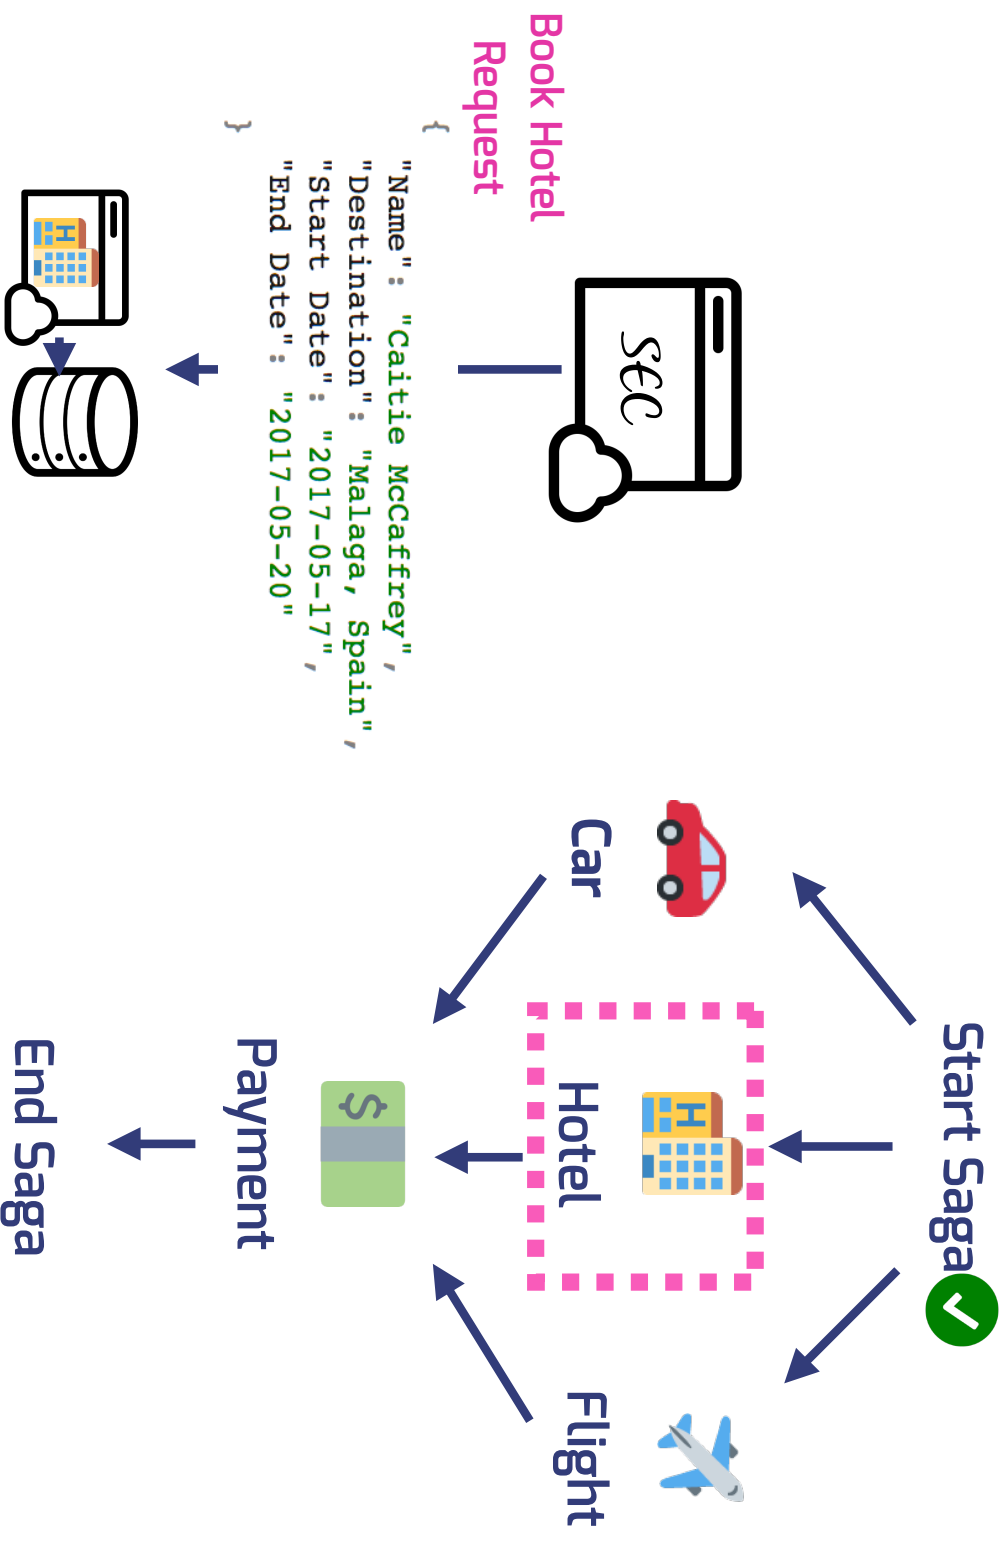 SEC
Book Hotel
Request
{
"Name": "Caitie McCaffrey",
"Destination": "Malaga, Spain",
"Start Date": "2017-05-17",
"End Date": "2017-05-20"
}
H
Start Saga
Car
H
Hotel
Flight
$
Payment
End Saga